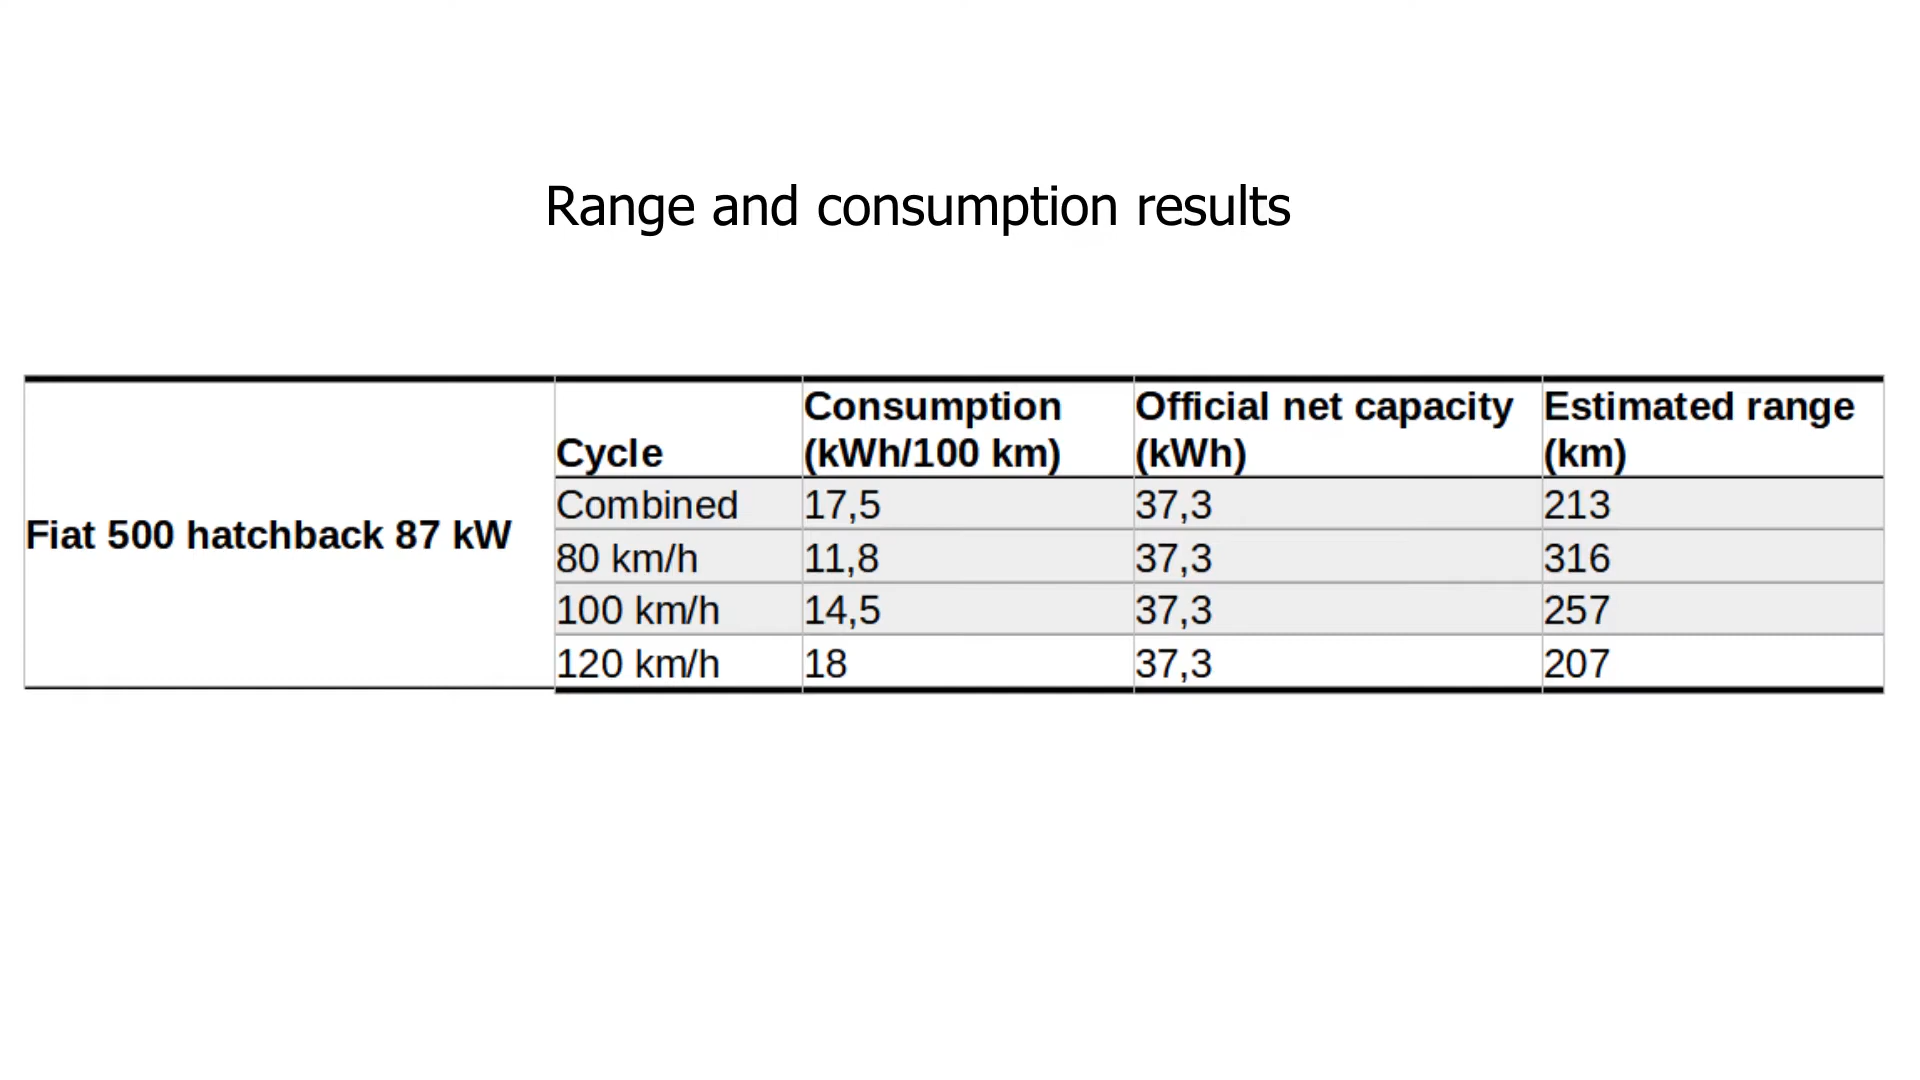 Range and consumption results
Consumption Official net capacity Estimated range
Cycle (kWh/100 km) (kWh) (km)
Combined 17,5 37,3 213
Fiat 500 hatchback 87 kW
80 km/h 11,8 37,3 316
100 km/h 14,5 37,3 257
120 km/h 18 37,3 207